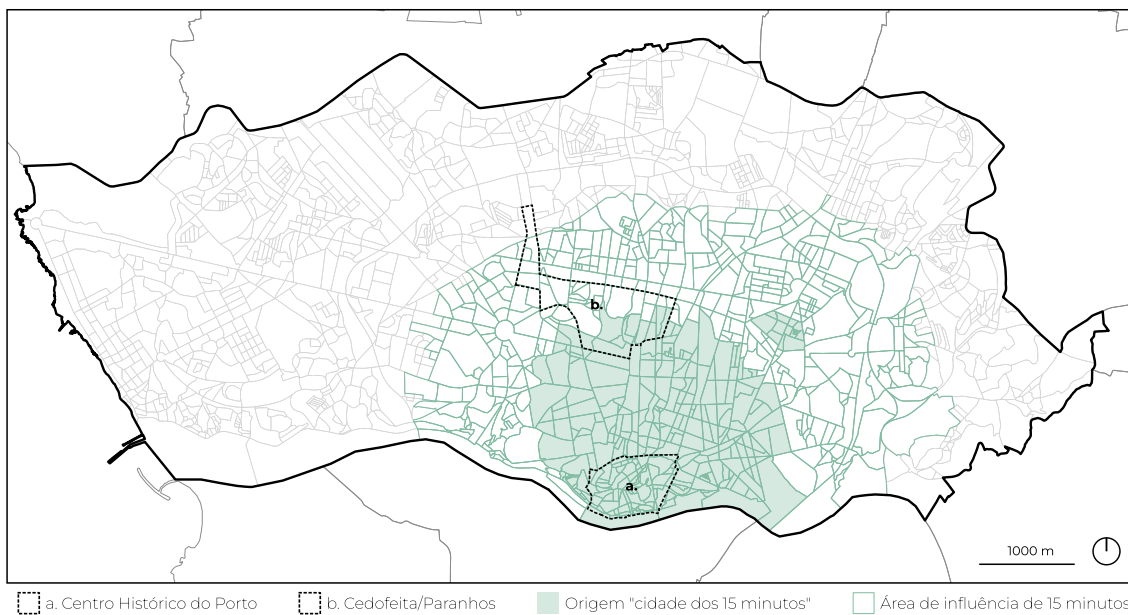 b.
a.
1000 m
a. Centro Histórico do Porto
b. Cedofeita/Paranhos
Origem "cidade dos 15 minutos"
Área de influência de 15 minutos